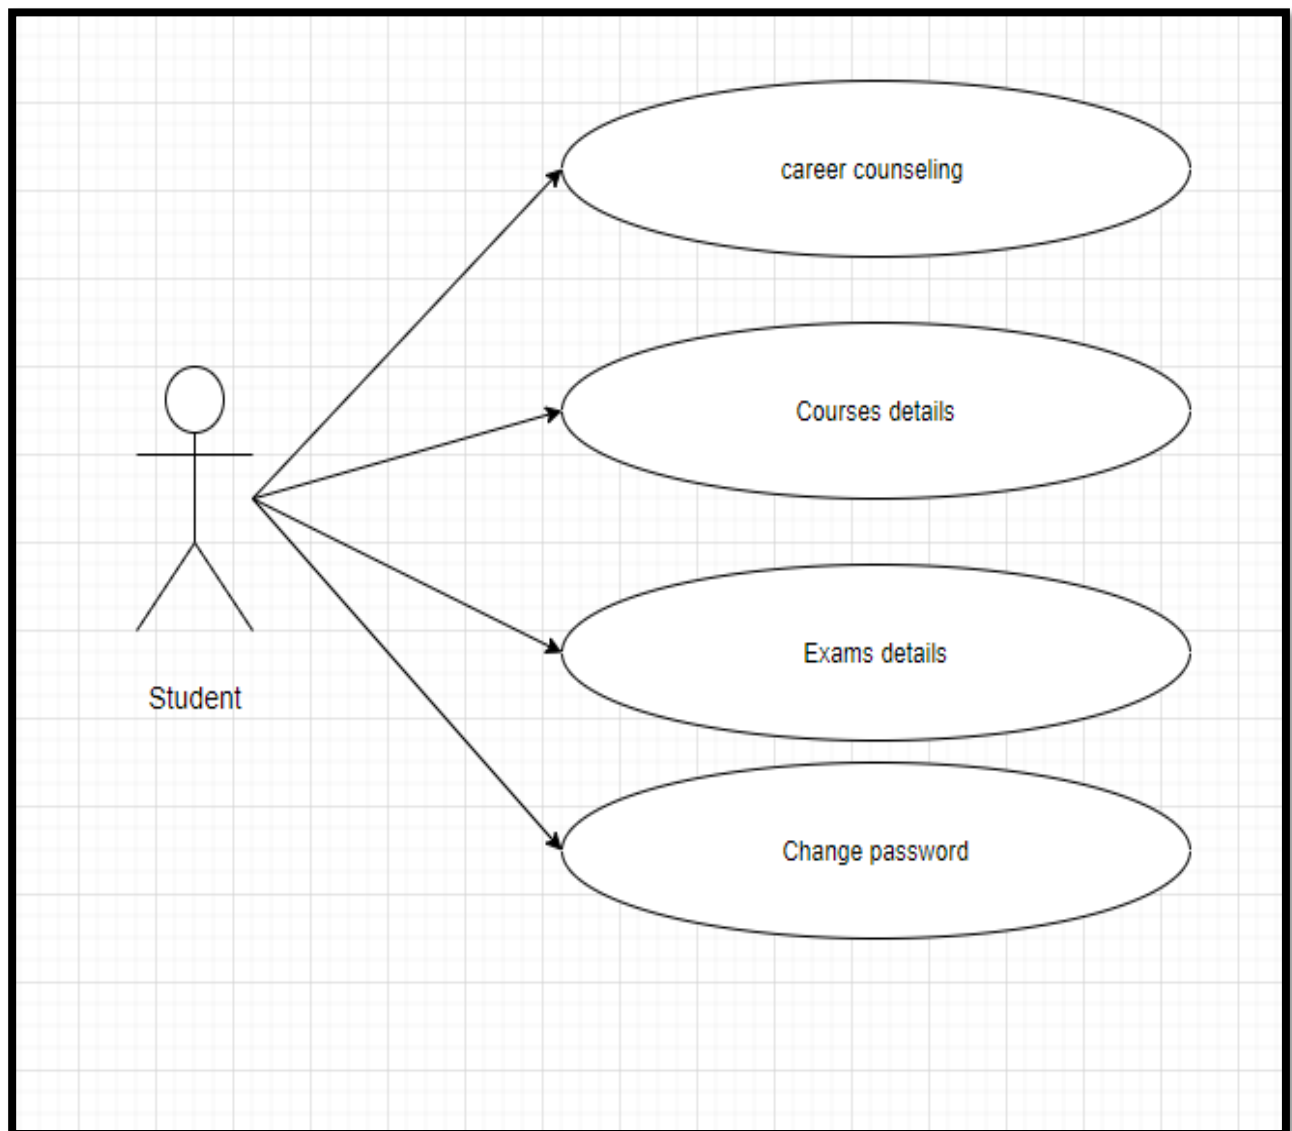 career counseling
Courses details
Exams details
Student
Change password